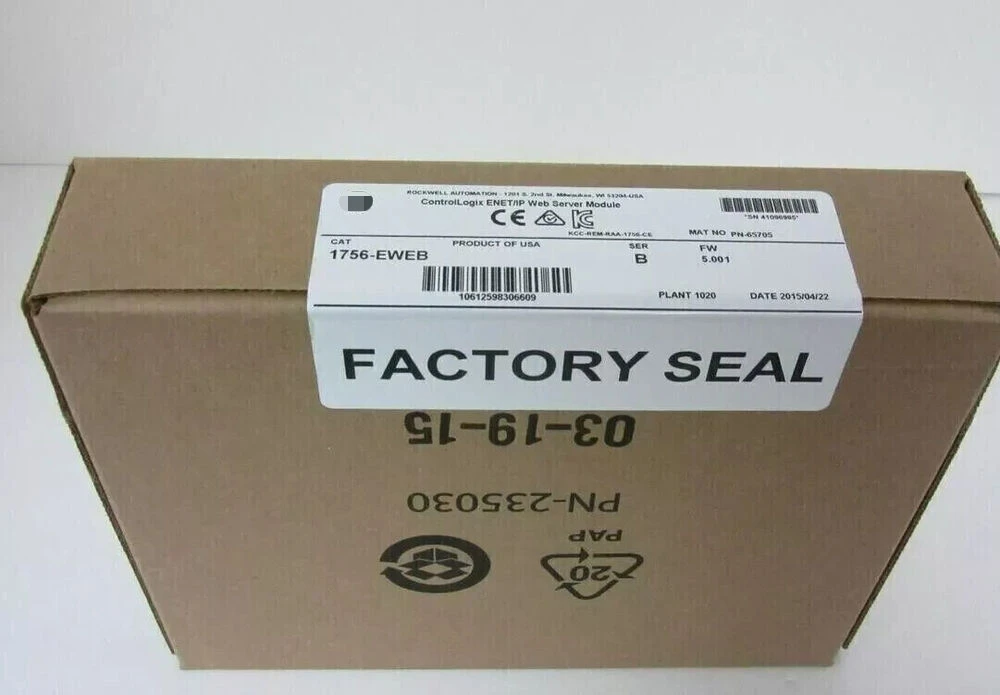 ROCKWELL AUTOMATION - 1201 S. 2nd St. Milwaukee, WI 53204-USA
ControlLogix ENET/IP Web Server Module
CE
KCC-REM-RAA-1756-CE
"SN 41096965"
MAT NO PN-65705
CAT
1756-EWEB
PRODUCT OF USA
SER
B
FW
5.001
10612598306609
PLANT 1020
DATE 2015/04/22
FACTORY SEAL
03-19-15
PN-235030
PAP
20